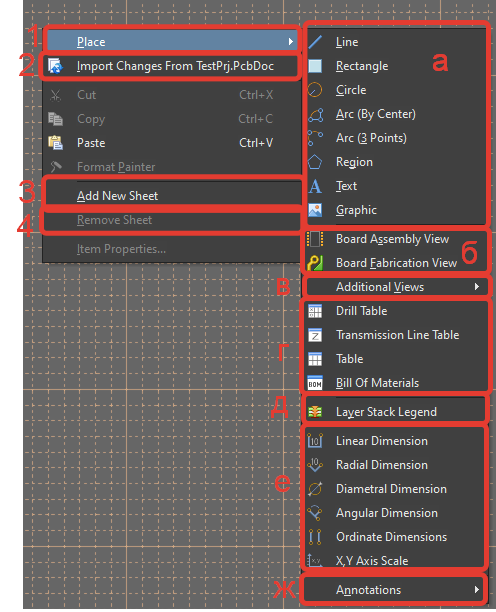 1 Place
2 Import Changes From TestPrj.PcbDoc
Cut Ctrl+X
Copy Ctrl+C
Paste Ctrl+V
Format Painter
3 Add New Sheet
4 Remove Sheet
Item Properties...
а
Line
Rectangle
Circle
Arc (By Center)
Arc (3 Points)
Region
Text
Graphic
б
Board Assembly View
Board Fabrication View
в Additional Views
г
Drill Table
Transmission Line Table
Table
Bill Of Materials
д Layer Stack Legend
е
Linear Dimension
Radial Dimension
Diametral Dimension
Angular Dimension
Ordinate Dimensions
X,Y Axis Scale
ж Annotations